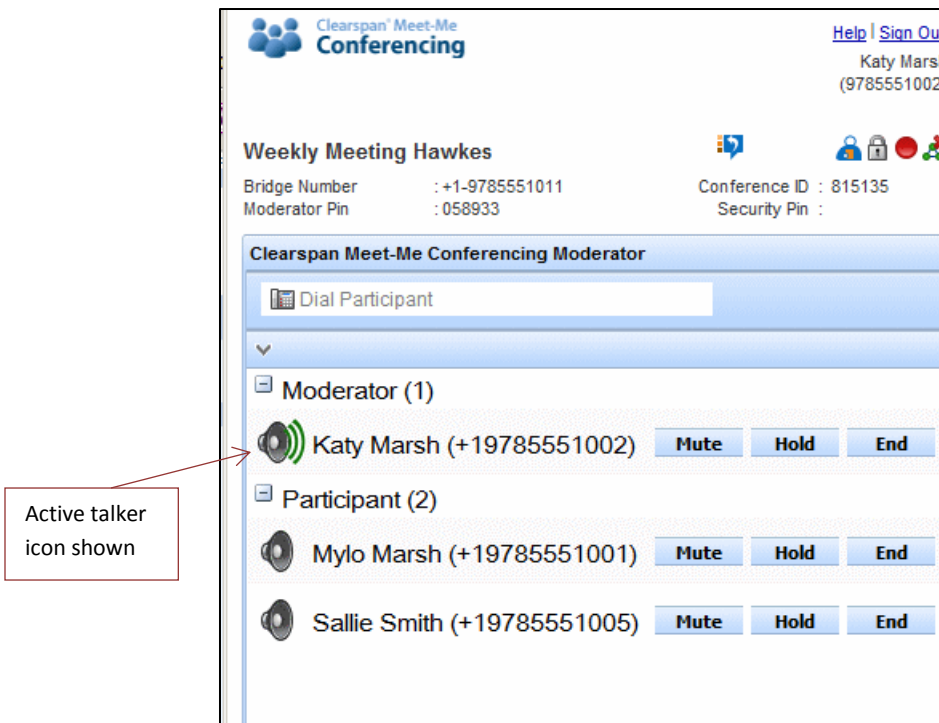 Clearspan® Meet-Me
Conferencing
Help | Sign Ou
Katy Mars
(9785551002
Weekly Meeting Hawkes
Bridge Number : +1-9785551011 Conference ID : 815135
Moderator Pin : 058933 Security Pin :
Clearspan Meet-Me Conferencing Moderator
Dial Participant
Moderator (1)
Katy Marsh (+19785551002) Mute Hold End
Participant (2)
Active talker
icon shown
Mylo Marsh (+19785551001) Mute Hold End
Sallie Smith (+19785551005) Mute Hold End